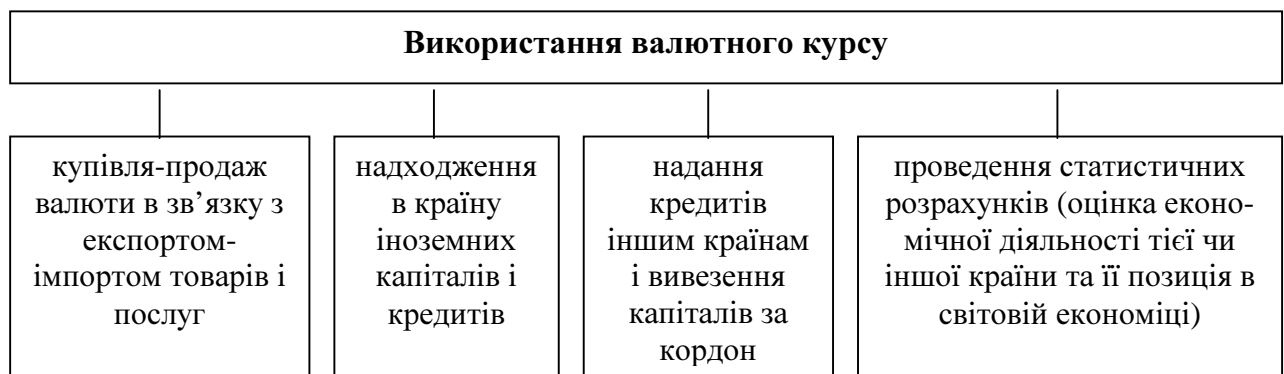 Використання валютного курсу
купівля-продаж
валюти в зв’язку з
експортом-
імпортом товарів і
послуг
надходження
в країну
іноземних
капіталів і
кредитів
надання
кредитів
іншим країнам
і вивезення
капіталів за
кордон
проведення статистичних
розрахунків (оцінка еконо-
мічної діяльності тієї чи
іншої країни та її позиція в
світовій економіці)